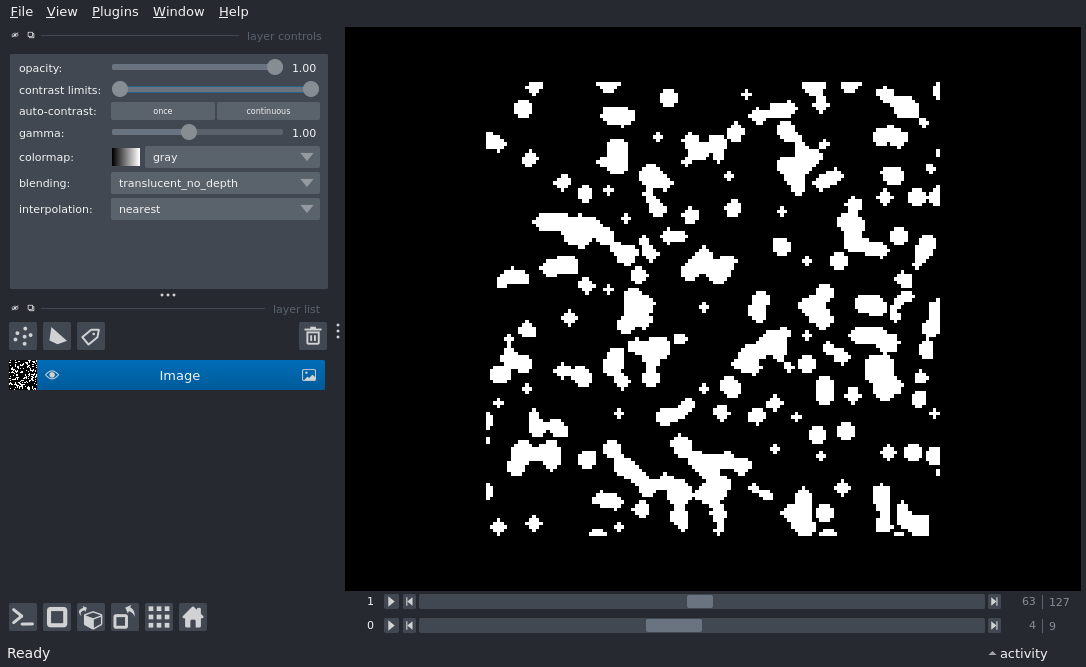 File View Plugins Window Help
layer controls
opacity: 1.00
contrast limits:
auto-contrast: once continuous
gamma: 1.00
colormap: gray
blending: translucent_no_depth
interpolation: nearest
layer list
Image
1 63 127
0 4 9
Ready activity